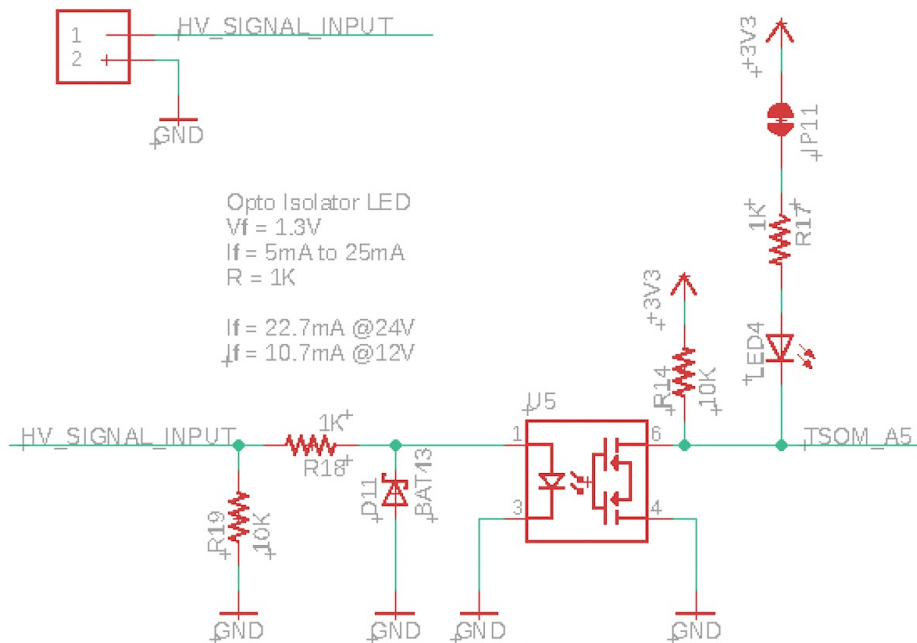 1
HV_SIGNAL_INPUT
2
GND
+3V3
JP11
1K
R17
Opto Isolator LED
Vf = 1.3V
If = 5mA to 25mA
R = 1K
If = 22.7mA @24V
If = 10.7mA @12V
+3V3
R14
10K
LED4
HV_SIGNAL_INPUT
1K
R18
D11
BAT43
R19
10K
U5
1
3
6
4
TSOM_A5
GND
GND
GND
GND